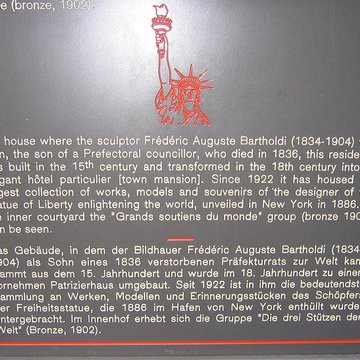 e (bronze, 1902).
house where the sculptor Frédéric Auguste Bartholdi (1834-1904)
n, the son of a Prefectoral councillor, who died in 1836, this reside
s built in the 15th century and transformed in the 18th century into
gant hôtel particulier [town mansion]. Since 1922 it has housed
gest collection of works, models and souvenirs of the designer of
atue of Liberty enlightening the world, unveiled in New York in 1886.
e inner courtyard the "Grands soutiens du monde" group (bronze 190
n be seen.
as Gebäude, in dem der Bildhauer Frédéric Auguste Bartholdi (1834
904) als Sohn eines 1836 verstorbenen Präfekturrats zur Welt kam
ammt aus dem 15. Jahrhundert und wurde im 18. Jahrhundert zu einem
ornehmen Patrizierhaus umgebaut. Seit 1922 ist in ihm die bedeutendst
ammlung an Werken, Modellen und Erinnerungsstücken des Schöpfers
er Freiheitsstatue, die 1886 im Hafen von New York enthüllt wurde
ntergebracht. Im Innenhof erhebt sich die Gruppe "Die drei Stützen der
Welt" (Bronze, 1902).